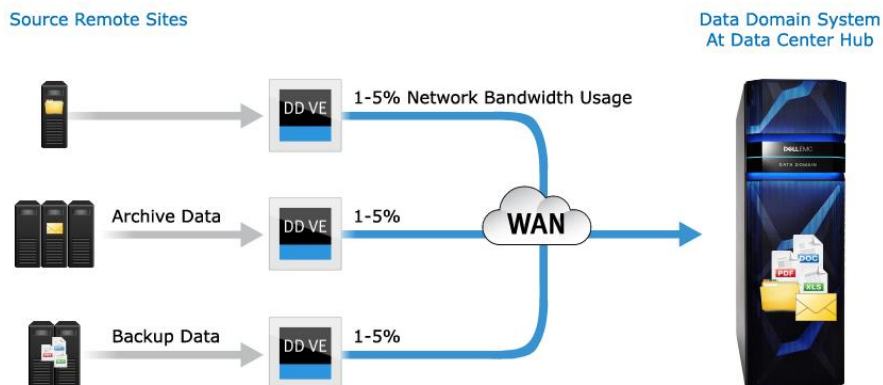 Source Remote Sites
Data Domain System
At Data Center Hub
DD VE
1-5% Network Bandwidth Usage
DELLEMC
DATA DOMAIN
Archive Data
DD VE
1-5%
WAN
DOC
PDF
XLS
Backup Data
DD VE
1-5%